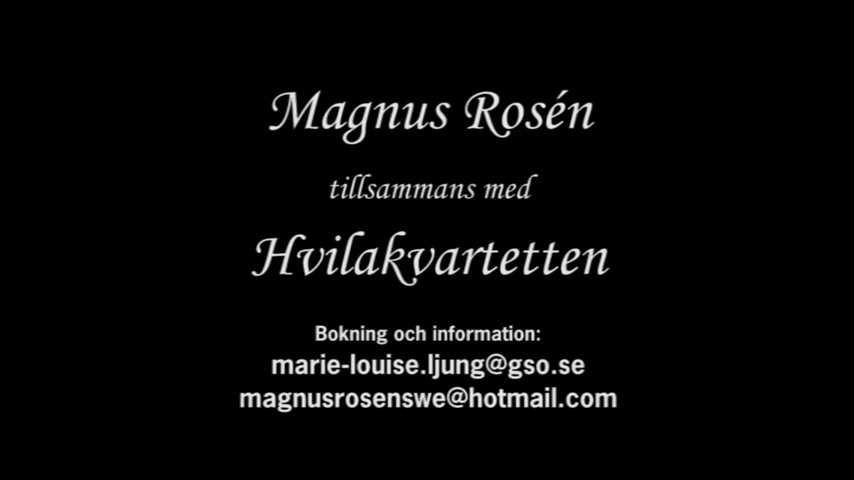 Magnus Rosén
tillsammans med
Hvilakvartetten
Bokning och information:
marie-louise.ljung@gso.se
magnusrosenswe@hotmail.com